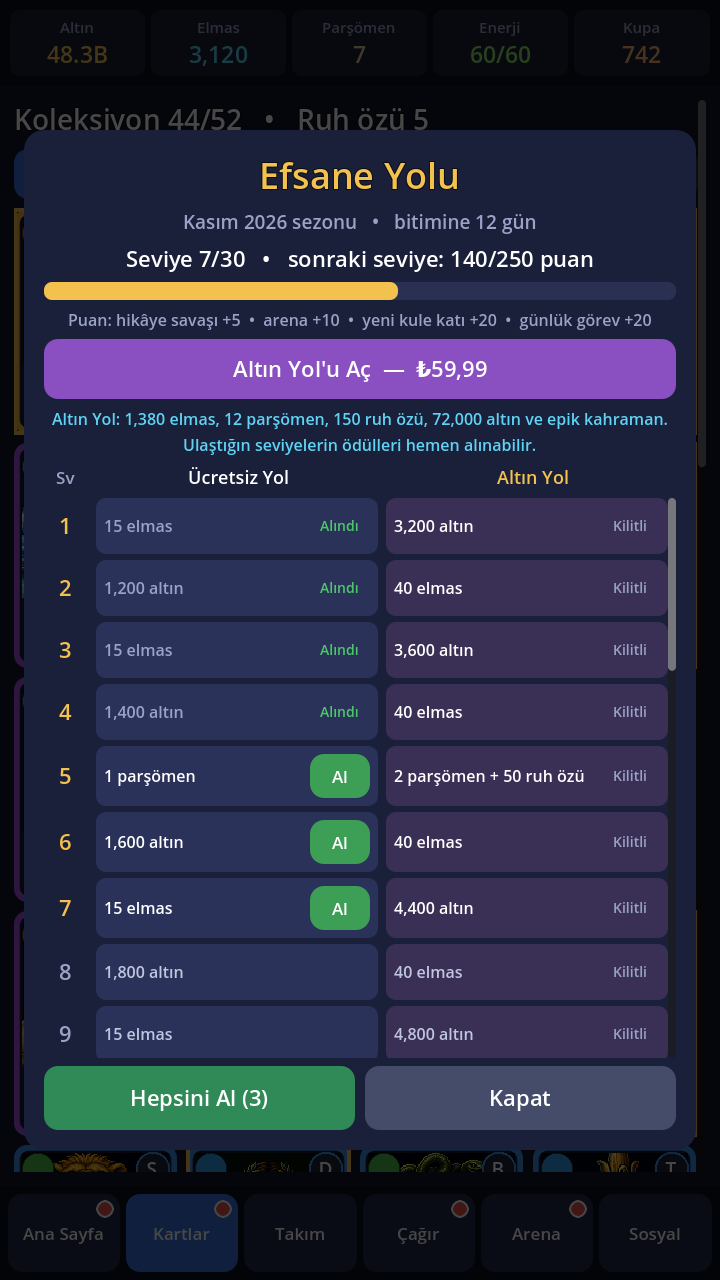 Altın Elmas Parşömen Enerji Kupa
48.3B 3,120 7 60/60 742
Koleksiyon 44/52 • Ruh özü 5
Efsane Yolu
Kasım 2026 sezonu • bitimine 12 gün
Seviye 7/30 • sonraki seviye: 140/250 puan
Puan: hikâye savaşı +5 • arena +10 • yeni kule katı +20 • günlük görev +20
Altın Yol'u Aç — ₺59,99
Altın Yol: 1,380 elmas, 12 parşömen, 150 ruh özü, 72,000 altın ve epik kahraman.
Ulaştığın seviyelerin ödülleri hemen alınabilir.
Sv Ücretsiz Yol Altın Yol
1 15 elmas Alındı 3,200 altın Kilitli
2 1,200 altın Alındı 40 elmas Kilitli
3 15 elmas Alındı 3,600 altın Kilitli
4 1,400 altın Alındı 40 elmas Kilitli
5 1 parşömen Al 2 parşömen + 50 ruh özü Kilitli
6 1,600 altın Al 40 elmas Kilitli
7 15 elmas Al 4,400 altın Kilitli
8 1,800 altın 40 elmas Kilitli
9 15 elmas 4,800 altın Kilitli
Hepsini Al (3) Kapat
S D B T
Ana Sayfa Kartlar Takım Çağır Arena Sosyal